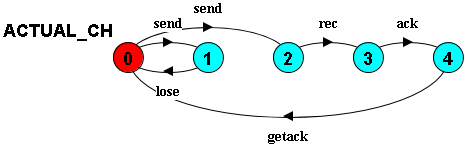 send
send
rec
ack
ACTUAL_CH
0
1
2
3
4
lose
getack